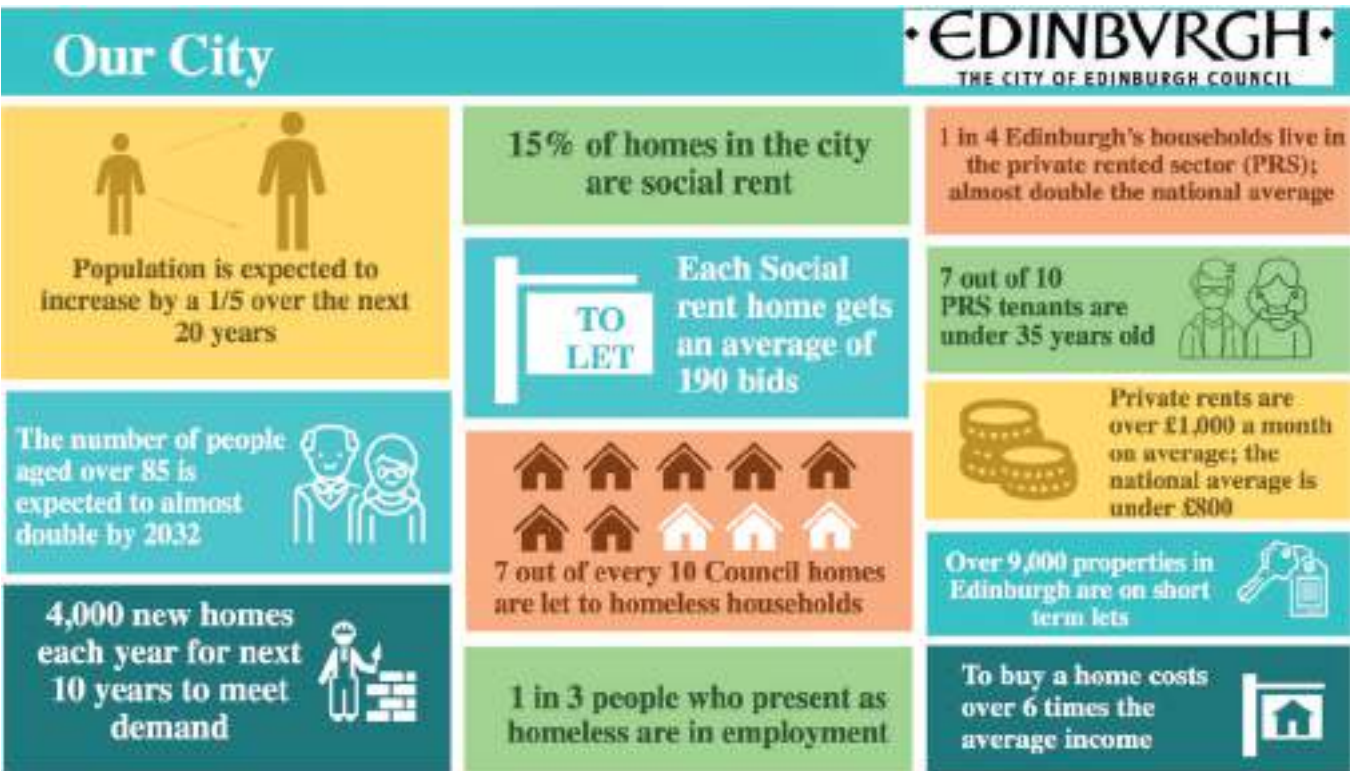 Our City
EDINBVRGH
THE CITY OF EDINBURGH COUNCIL
Population is expected to
increase by a 1/5 over the next
20 years
The number of people
aged over 85 is
expected to almost
double by 2032
4,000 new homes
each year for next
10 years to meet
demand
15% of homes in the city
are social rent
TO
LET
Each Social
rent home gets
an average of
190 bids
7 out of every 10 Council homes
are let to homeless households
1 in 3 people who present as
homeless are in employment
1 in 4 Edinburgh's households live in
the private rented sector (PRS);
almost double the national average
7 out of 10
PRS tenants are
under 35 years old
Private rents are
over £1,000 a month
on average; the
national average is
under £800
Over 9,000 properties in
Edinburgh are on short
term lets
To buy a home costs
over 6 times the
average income